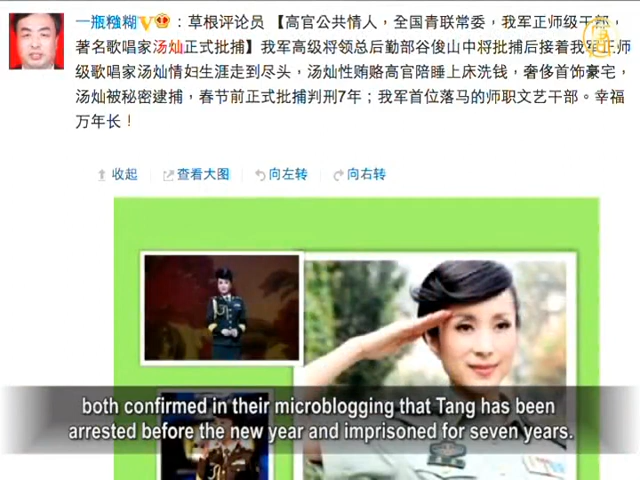 一瓶糨糊V：草根评论员 【高官公共情人，全国青联常委，我军正师级干部，
著名歌唱家汤灿正式批捕】我军高级将领总后勤部谷俊山中将批捕后接着我军正师
级歌唱家汤灿情妇生涯走到尽头，汤灿性贿赂高官陪睡上床洗钱，奢侈首饰豪宅，
汤灿被秘密逮捕，春节前正式批捕判刑7年；我军首位落马的师职文艺干部。幸福
万年长！
收起 查看大图 向左转 向右转
both confirmed in their microblogging that Tang has been
arrested before the new year and imprisoned for seven years.